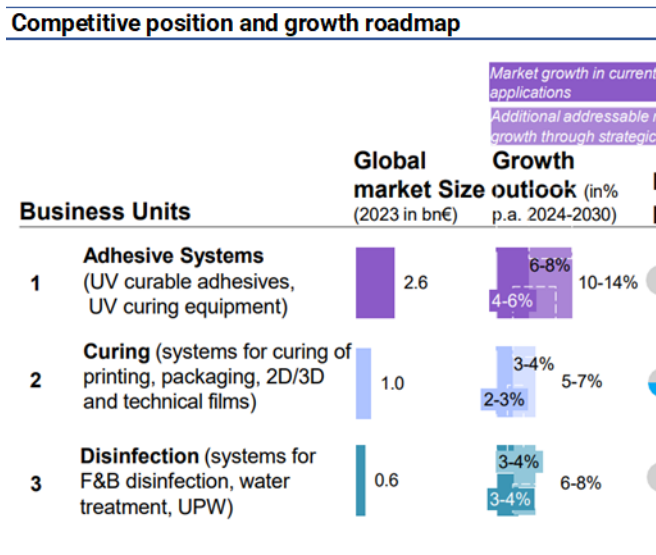 Competitive position and growth roadmap
Market growth in current
applications
Additional addressable
growth through strategic
Global
market Size
(2023 in bn€)
Growth
outlook (in%
p.a. 2024-2030)
Business Units
1
Adhesive Systems
(UV curable adhesives,
UV curing equipment)
2.6
6-8%
4-6%
10-14%
2
Curing (systems for curing of
printing, packaging, 2D/3D
and technical films)
1.0
3-4%
2-3%
5-7%
3
Disinfection (systems for
F&B disinfection, water
treatment, UPW)
0.6
3-4%
3-4%
6-8%